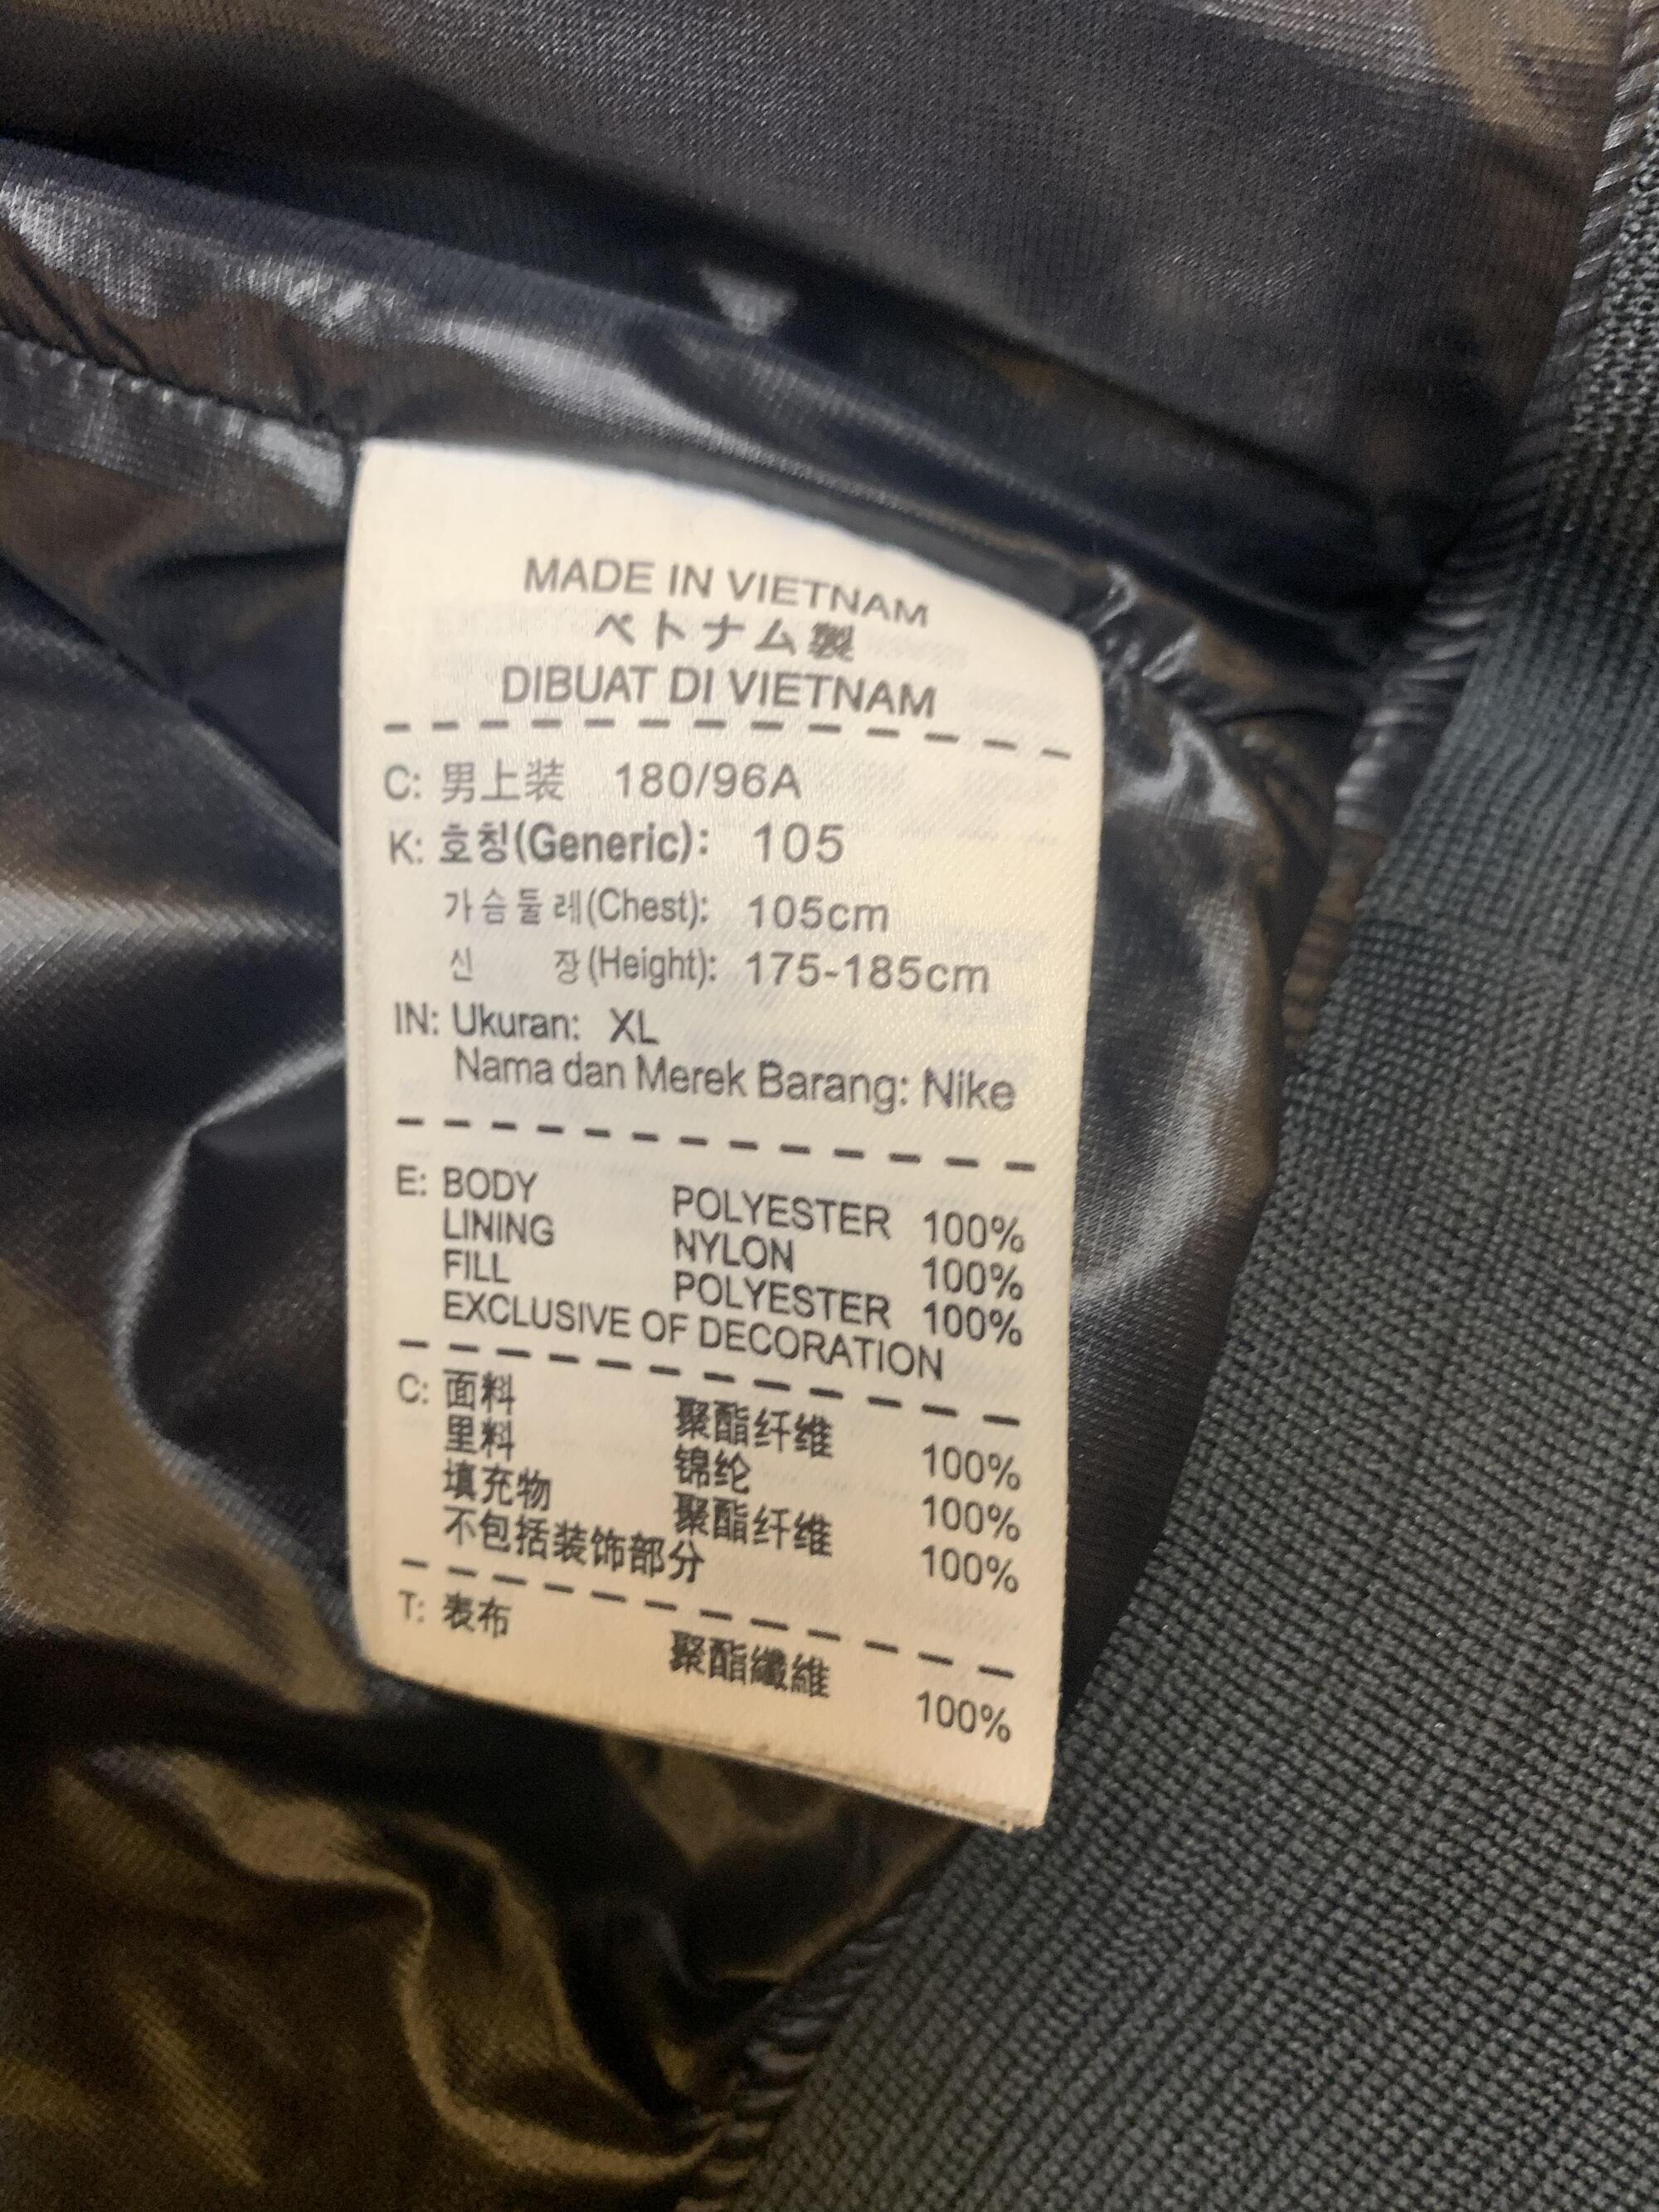 MADE IN VIETNAM
ベトナム製
DIBUAT DI VIETNAM
C: 男上装 180/96A
K: 호칭(Generic): 105
가슴둘레(Chest): 105cm
신 장(Height): 175-185cm
IN: Ukuran: XL
Nama dan Merek Barang: Nike
E: BODY POLYESTER 100%
LINING NYLON 100%
FILL POLYESTER 100%
EXCLUSIVE OF DECORATION
C: 面料 聚酯纤维 100%
里料 锦纶 100%
填充物 聚酯纤维 100%
不包括装饰部分
T: 表布 聚酯纖維 100%